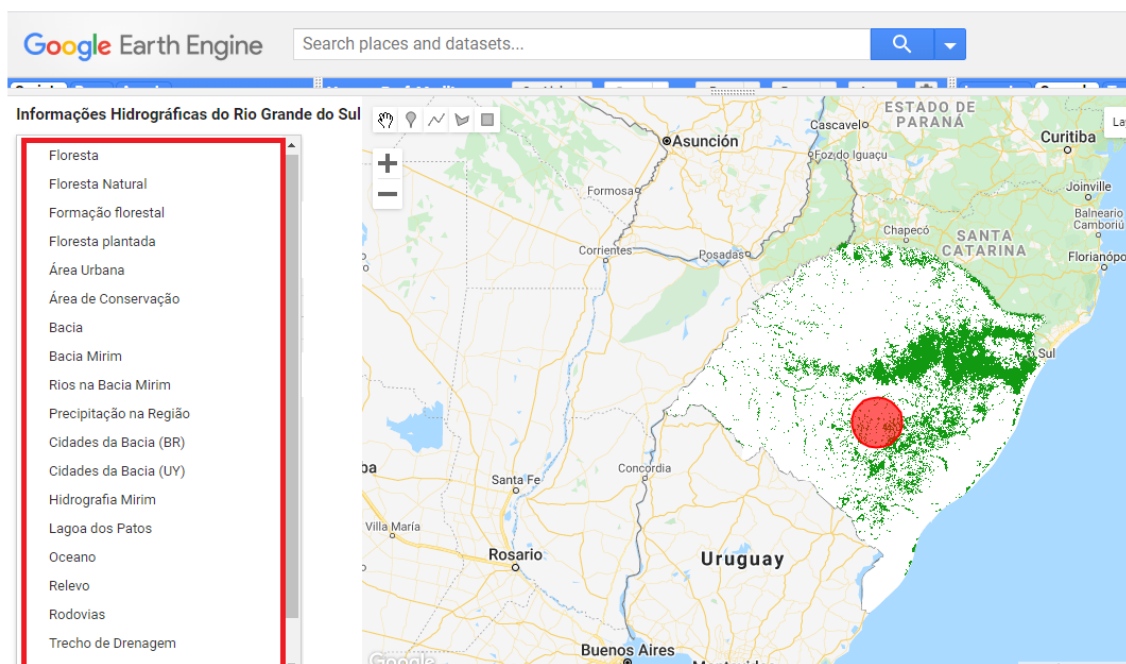 Google Earth Engine
Search places and datasets...
Informações Hidrográficas do Rio Grande do Sul
Floresta
Floresta Natural
Formação florestal
Floresta plantada
Área Urbana
Área de Conservação
Bacia
Bacia Mirim
Rios na Bacia Mirim
Precipitação na Região
Cidades da Bacia (BR)
Cidades da Bacia (UY)
Hidrografia Mirim
Lagoa dos Patos
Oceano
Relevo
Rodovias
Trecho de Drenagem
ESTADO DE
PARANÁ
Cascavel
Curitiba
Asunción
Foz do Iguaçu
Formosa
Joinville
Balneario
Camboriú
Chapecó
SANTA
CATARINA
Corrientes
Posadas
Sul
Concordia
Santa Fe
Villa María
Rosario
Uruguay
Buenos Aires
Google